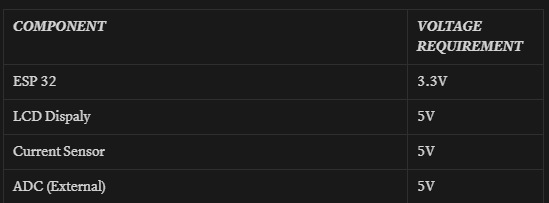 COMPONENT VOLTAGE
REQUIREMENT
ESP 32 3.3V
LCD Dispaly 5V
Current Sensor 5V
ADC (External) 5V